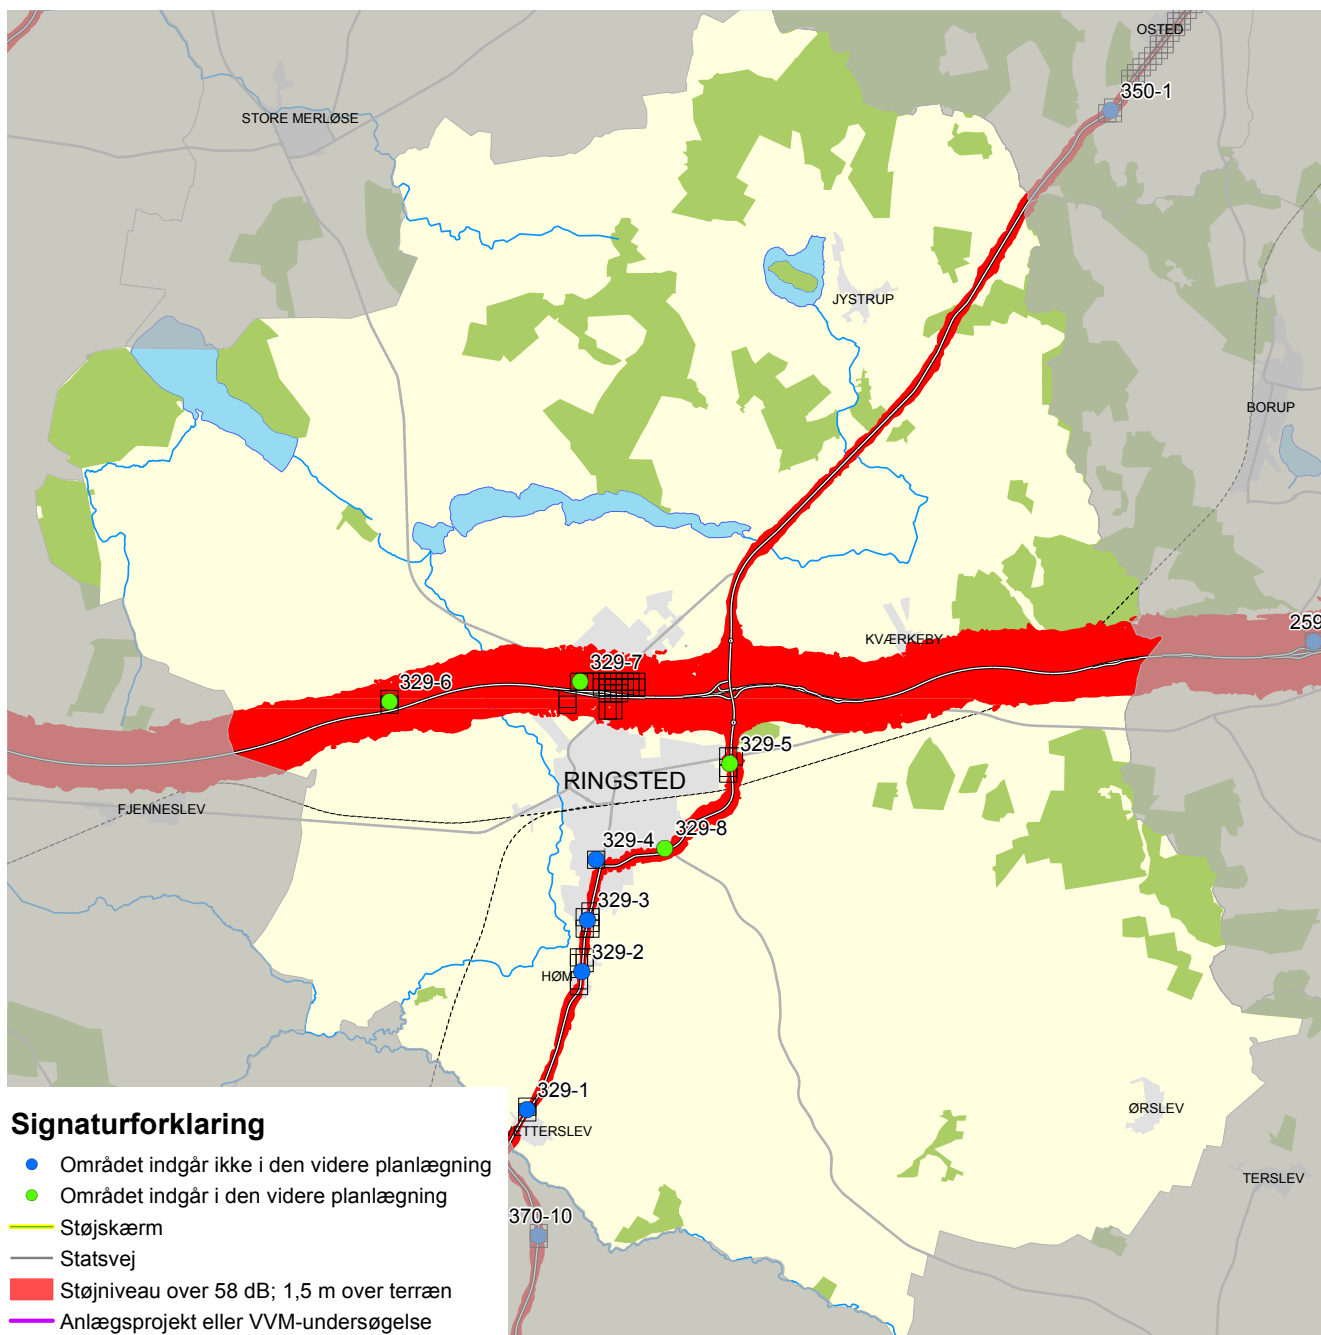 OSTED
350-1
STORE MERLØSE
JYSTRUP
BORUP
259
KVÆRKEBY
329-7
329-6
329-5
RINGSTED
FJENNESLEV
329-8
329-4
329-3
329-2
HØM
329-1
ØRSLEV
ETTERSLEV
TERSLEV
370-10
Signaturforklaring
Området indgår ikke i den videre planlægning
Området indgår i den videre planlægning
Støjskærm
Statsvej
Støjniveau over 58 dB; 1,5 m over terræn
Anlægsprojekt eller VVM-undersøgelse